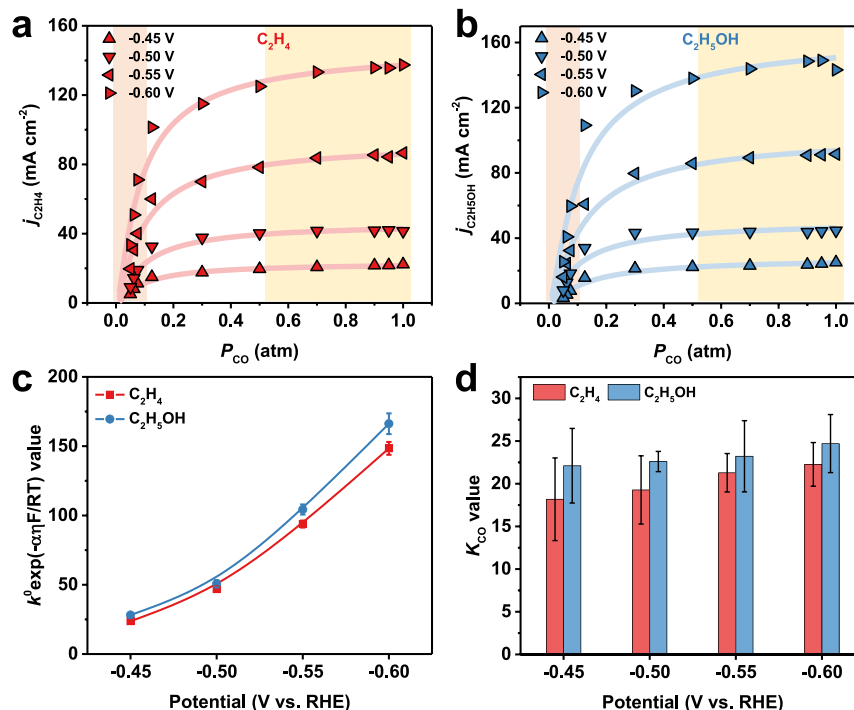 a
C₂H₄
-0.45 V
-0.50 V
-0.55 V
-0.60 V
j_C2H4 (mA cm⁻²)
160
120
80
40
0
0.0 0.2 0.4 0.6 0.8 1.0
P_CO (atm)
b
C₂H₅OH
-0.45 V
-0.50 V
-0.55 V
-0.60 V
j_C2H5OH (mA cm⁻²)
160
120
80
40
0
0.0 0.2 0.4 0.6 0.8 1.0
P_CO (atm)
c
C₂H₄
C₂H₅OH
k⁰exp(-αηF/RT) value
200
150
100
50
0
-0.45 -0.50 -0.55 -0.60
Potential (V vs. RHE)
d
C₂H₄ C₂H₅OH
K_CO value
30
25
20
15
10
5
0
-0.45 -0.50 -0.55 -0.60
Potential (V vs. RHE)